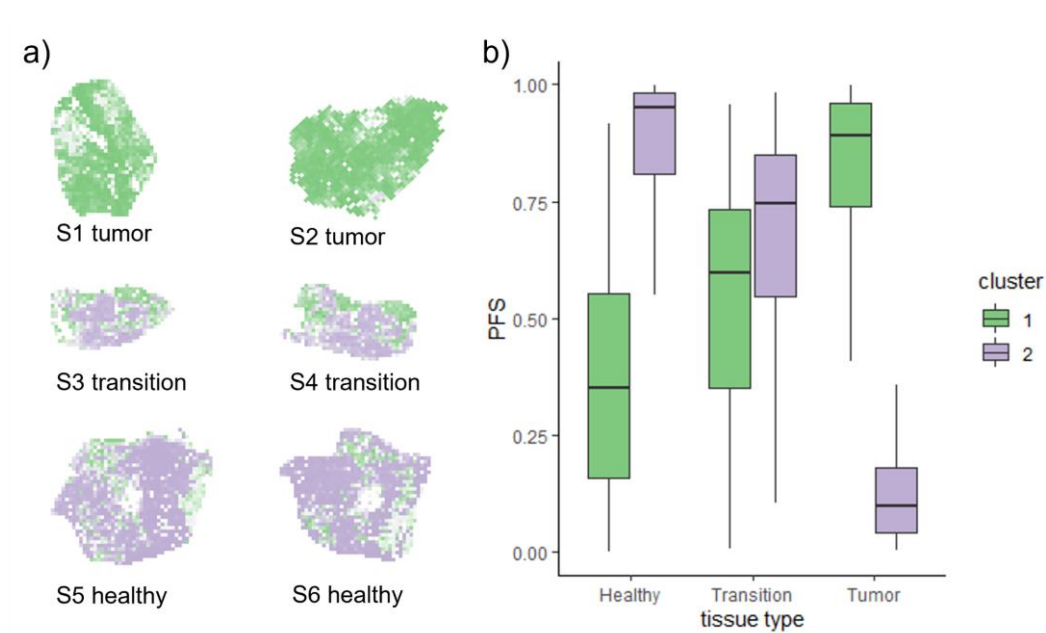 a)
S1 tumor
S2 tumor
S3 transition
S4 transition
S5 healthy
S6 healthy
b)
PFS
1.00
0.75
0.50
0.25
0.00
Healthy
Transition
Tumor
tissue type
cluster
1
2